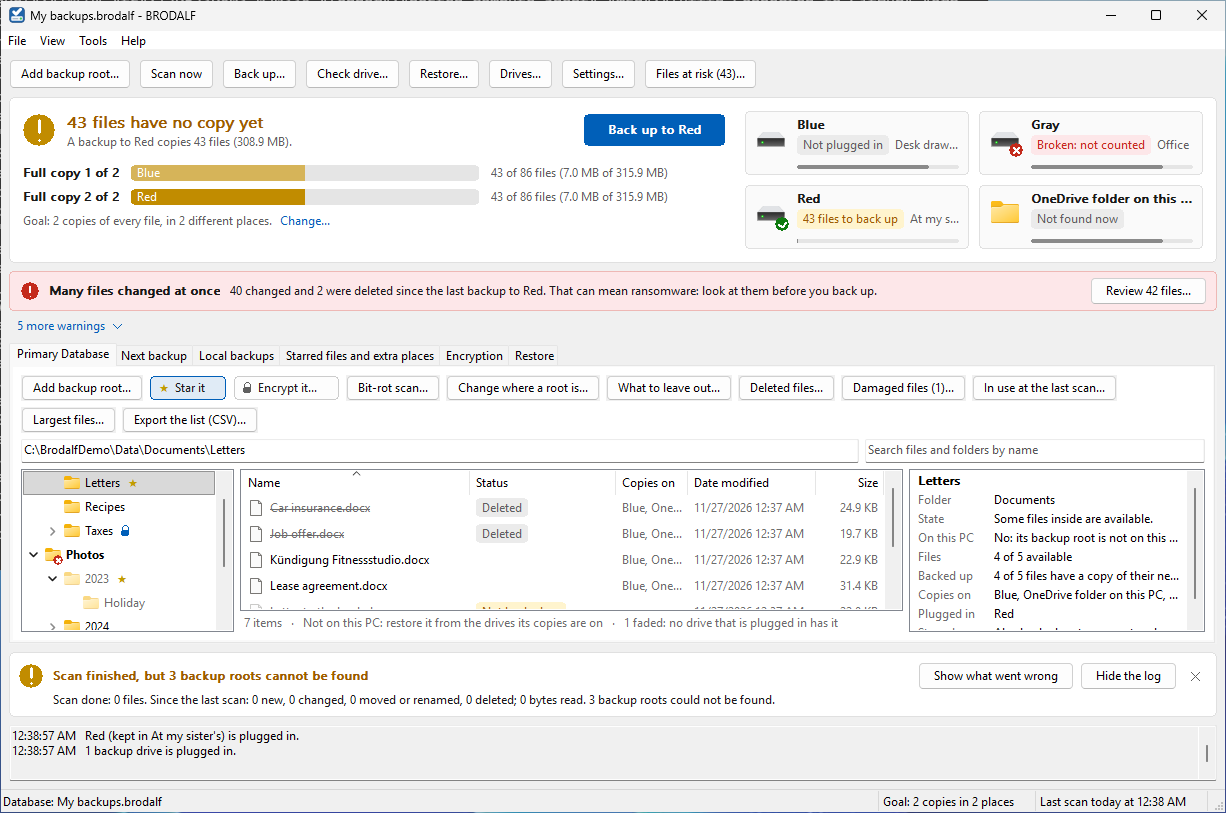 My backups.brodalf - BRODALF
File View Tools Help
Add backup root... Scan now Back up... Check drive... Restore... Drives... Settings... Files at risk (43)...
43 files have no copy yet
A backup to Red copies 43 files (308.9 MB).
Back up to Red
Full copy 1 of 2 Blue 43 of 86 files (7.0 MB of 315.9 MB)
Full copy 2 of 2 Red 43 of 86 files (7.0 MB of 315.9 MB)
Goal: 2 copies of every file, in 2 different places. Change...
Blue
Not plugged in Desk draw...
Gray
Broken: not counted Office
Red
43 files to back up At my s...
OneDrive folder on this ...
Not found now
Many files changed at once 40 changed and 2 were deleted since the last backup to Red. That can mean ransomware: look at them before you back up. Review 42 files...
5 more warnings
Primary Database Next backup Local backups Starred files and extra places Encryption Restore
Add backup root... Star it Encrypt it... Bit-rot scan... Change where a root is... What to leave out... Deleted files... Damaged files (1)... In use at the last scan...
Largest files... Export the list (CSV)...
C:\BrodalfDemo\Data\Documents\Letters Search files and folders by name
Letters
Recipes
Taxes
Photos
2023
Holiday
2024
Name Status Copies on Date modified Size
Car insurance.docx Deleted Blue, One... 11/27/2026 12:37 AM 24.9 KB
Job offer.docx Deleted Blue, One... 11/27/2026 12:37 AM 19.7 KB
Kündigung Fitnessstudio.docx Blue, One... 11/27/2026 12:37 AM 22.9 KB
Lease agreement.docx Blue, One... 11/27/2026 12:37 AM 31.4 KB
7 items · Not on this PC: restore it from the drives its copies are on · 1 faded: no drive that is plugged in has it
Letters
Folder Documents
State Some files inside are available.
On this PC No: its backup root is not on this ...
Files 4 of 5 available
Backed up 4 of 5 files have a copy of their ne...
Copies on Blue, OneDrive folder on this PC, ...
Plugged in Red
Scan finished, but 3 backup roots cannot be found
Scan done: 0 files. Since the last scan: 0 new, 0 changed, 0 moved or renamed, 0 deleted; 0 bytes read. 3 backup roots could not be found.
Show what went wrong Hide the log
12:38:57 AM Red (kept in At my sister's) is plugged in.
12:38:57 AM 1 backup drive is plugged in.
Database: My backups.brodalf Goal: 2 copies in 2 places Last scan today at 12:38 AM